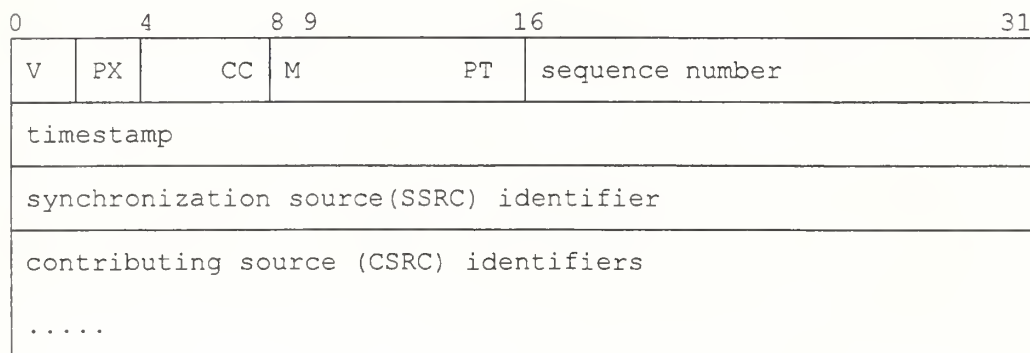 0 4 8 9 16 31
V PX CC M PT sequence number
timestamp
synchronization source(SSRC) identifier
contributing source (CSRC) identifiers
.....